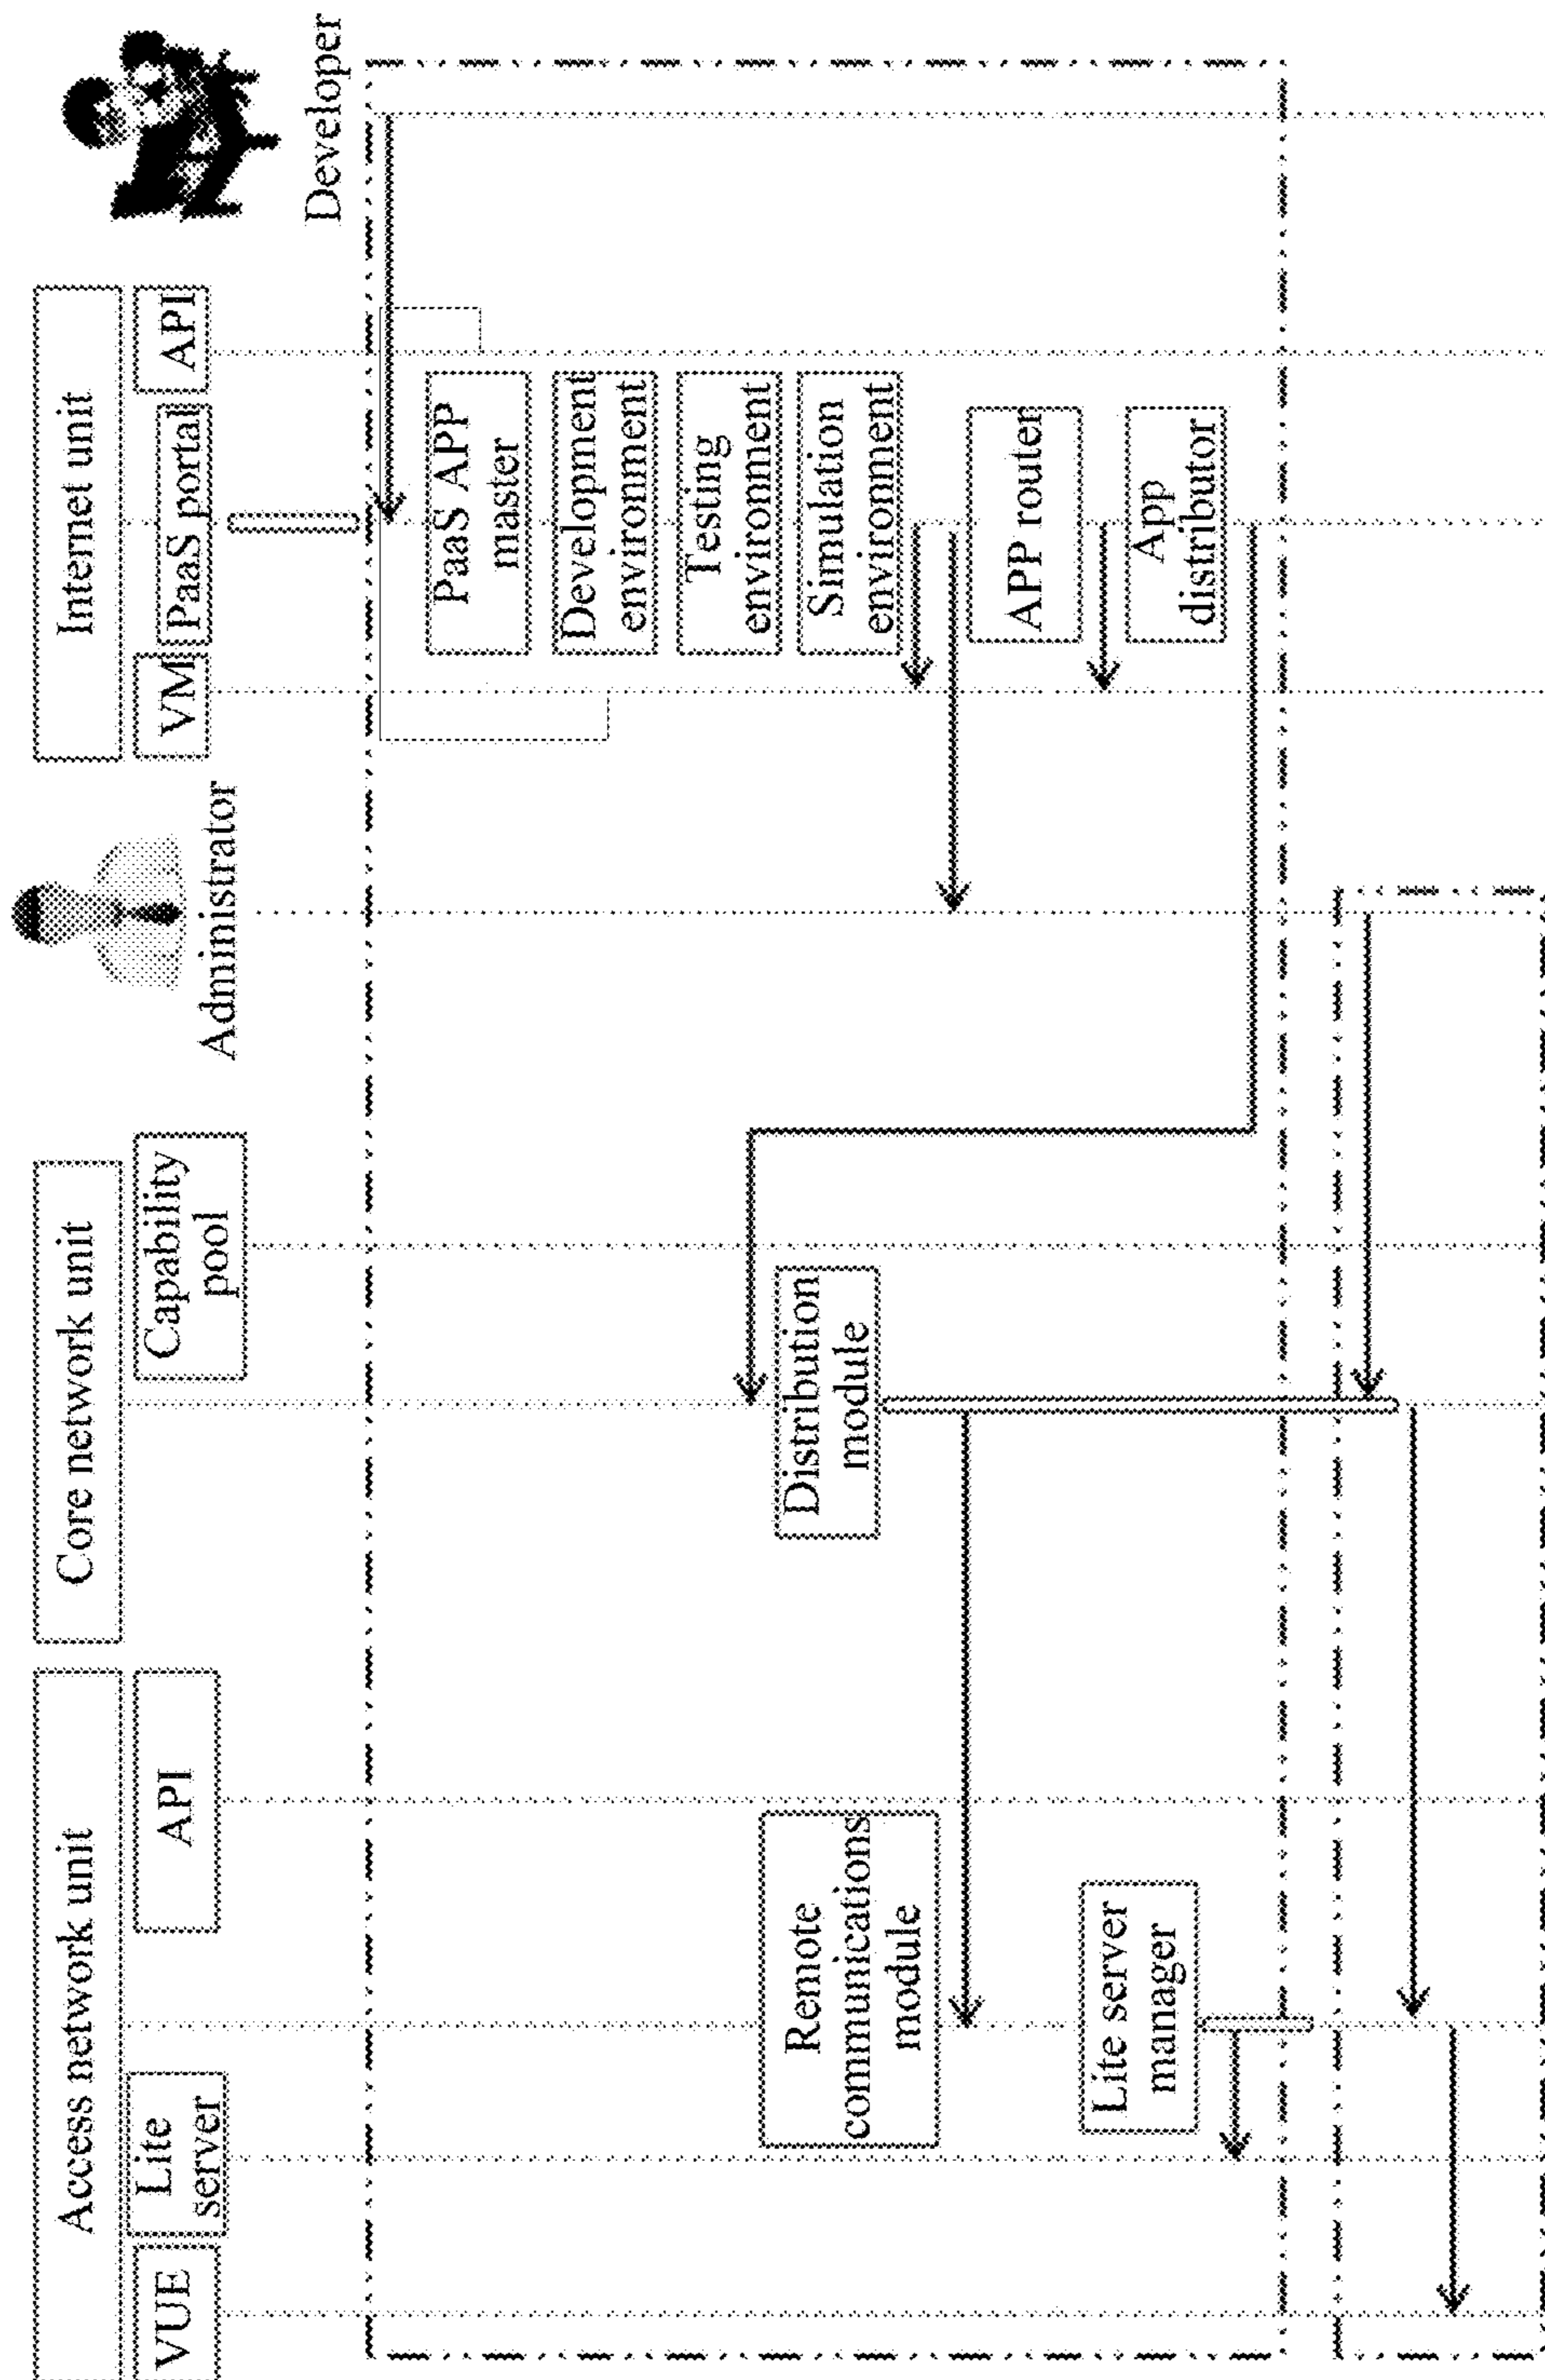 Access network unit
Core network unit
Internet unit
VUE
Lite
server
API
Capability
pool
Administrator
VM
PaaS portal
API
Developer
PaaS APP
master
Development
environment
Testing
environment
Simulation
environment
Remote
communications
module
Distribution
module
APP router
Lite server
manager
App
distributor